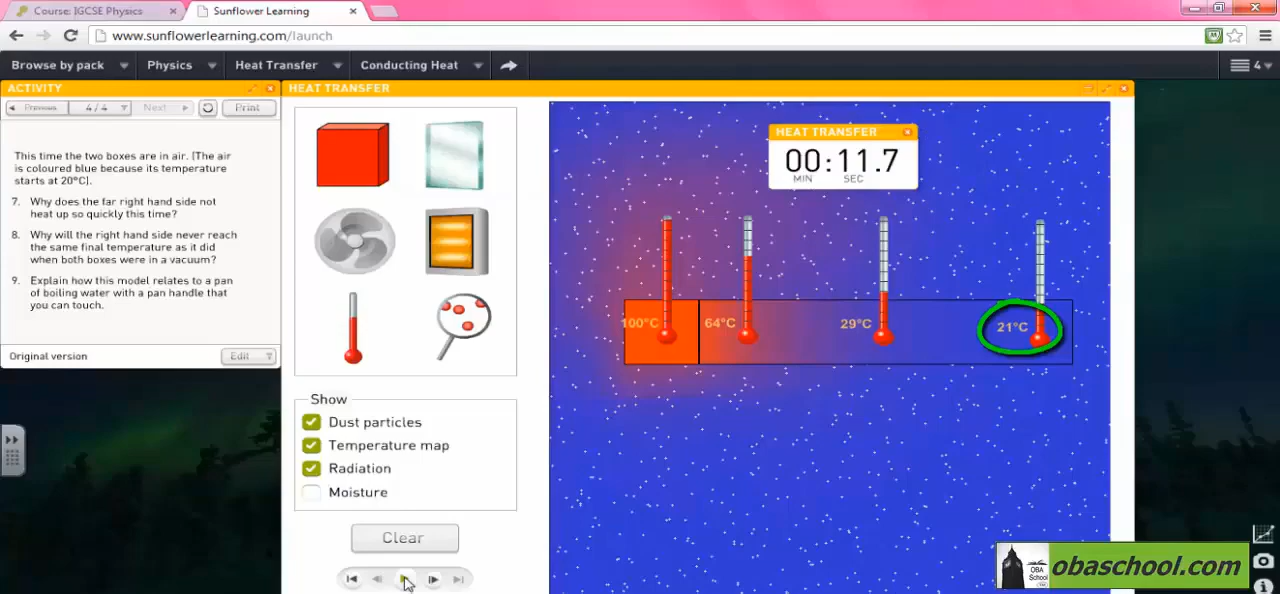 Course: IGCSE Physics
Sunflower Learning
www.sunflowerlearning.com/launch
Browse by pack
Physics
Heat Transfer
Conducting Heat
4
ACTIVITY
Previous
4 / 4
Next
Print
This time the two boxes are in air. [The air
is coloured blue because its temperature
starts at 20°C].
7. Why does the far right hand side not
heat up so quickly this time?
8. Why will the right hand side never reach
the same final temperature as it did
when both boxes were in a vacuum?
9. Explain how this model relates to a pan
of boiling water with a pan handle that
you can touch.
Original version
Edit
HEAT TRANSFER
Show
Dust particles
Temperature map
Radiation
Moisture
Clear
HEAT TRANSFER
00:11.7
MIN SEC
100°C 64°C 29°C 21°C
OBA
School
obaschool.com